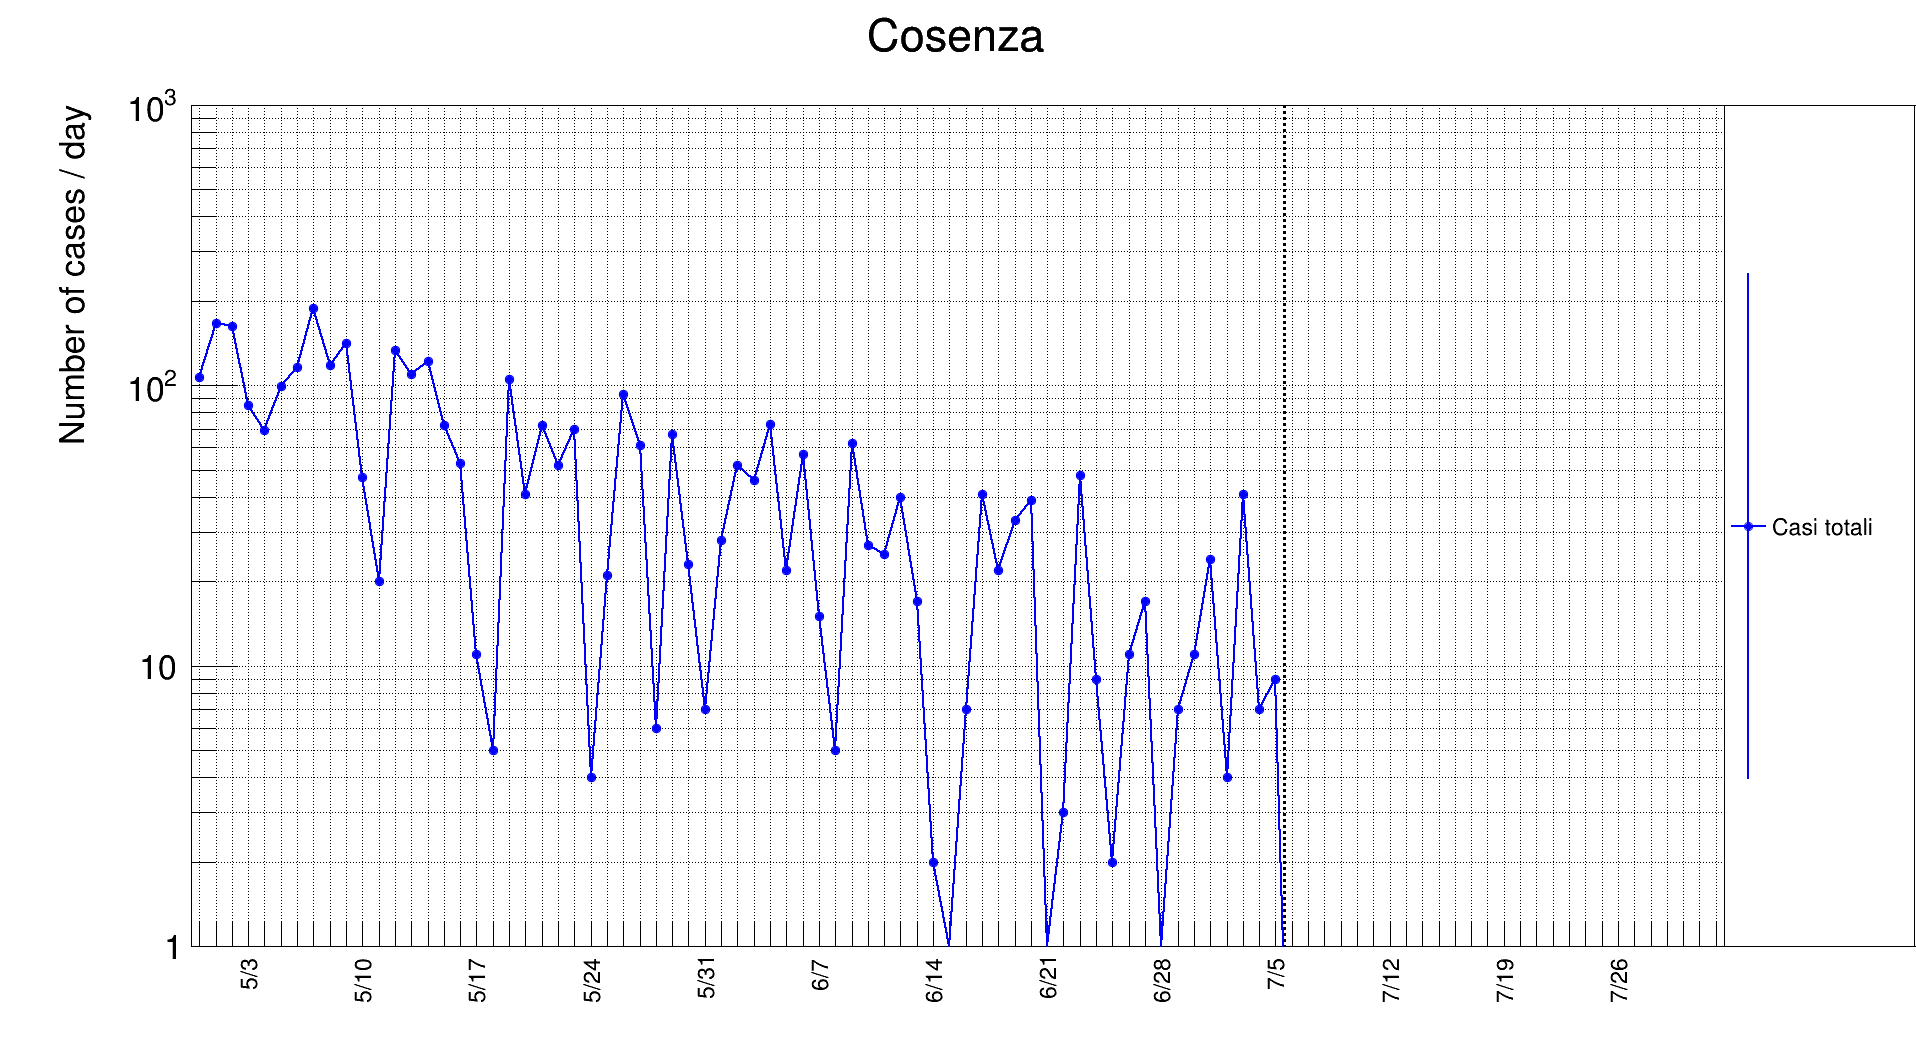 Cosenza
Number of cases / day
10³
10²
10
1
5/3 5/10 5/17 5/24 5/31 6/7 6/14 6/21 6/28 7/5 7/12 7/19 7/26
Casi totali